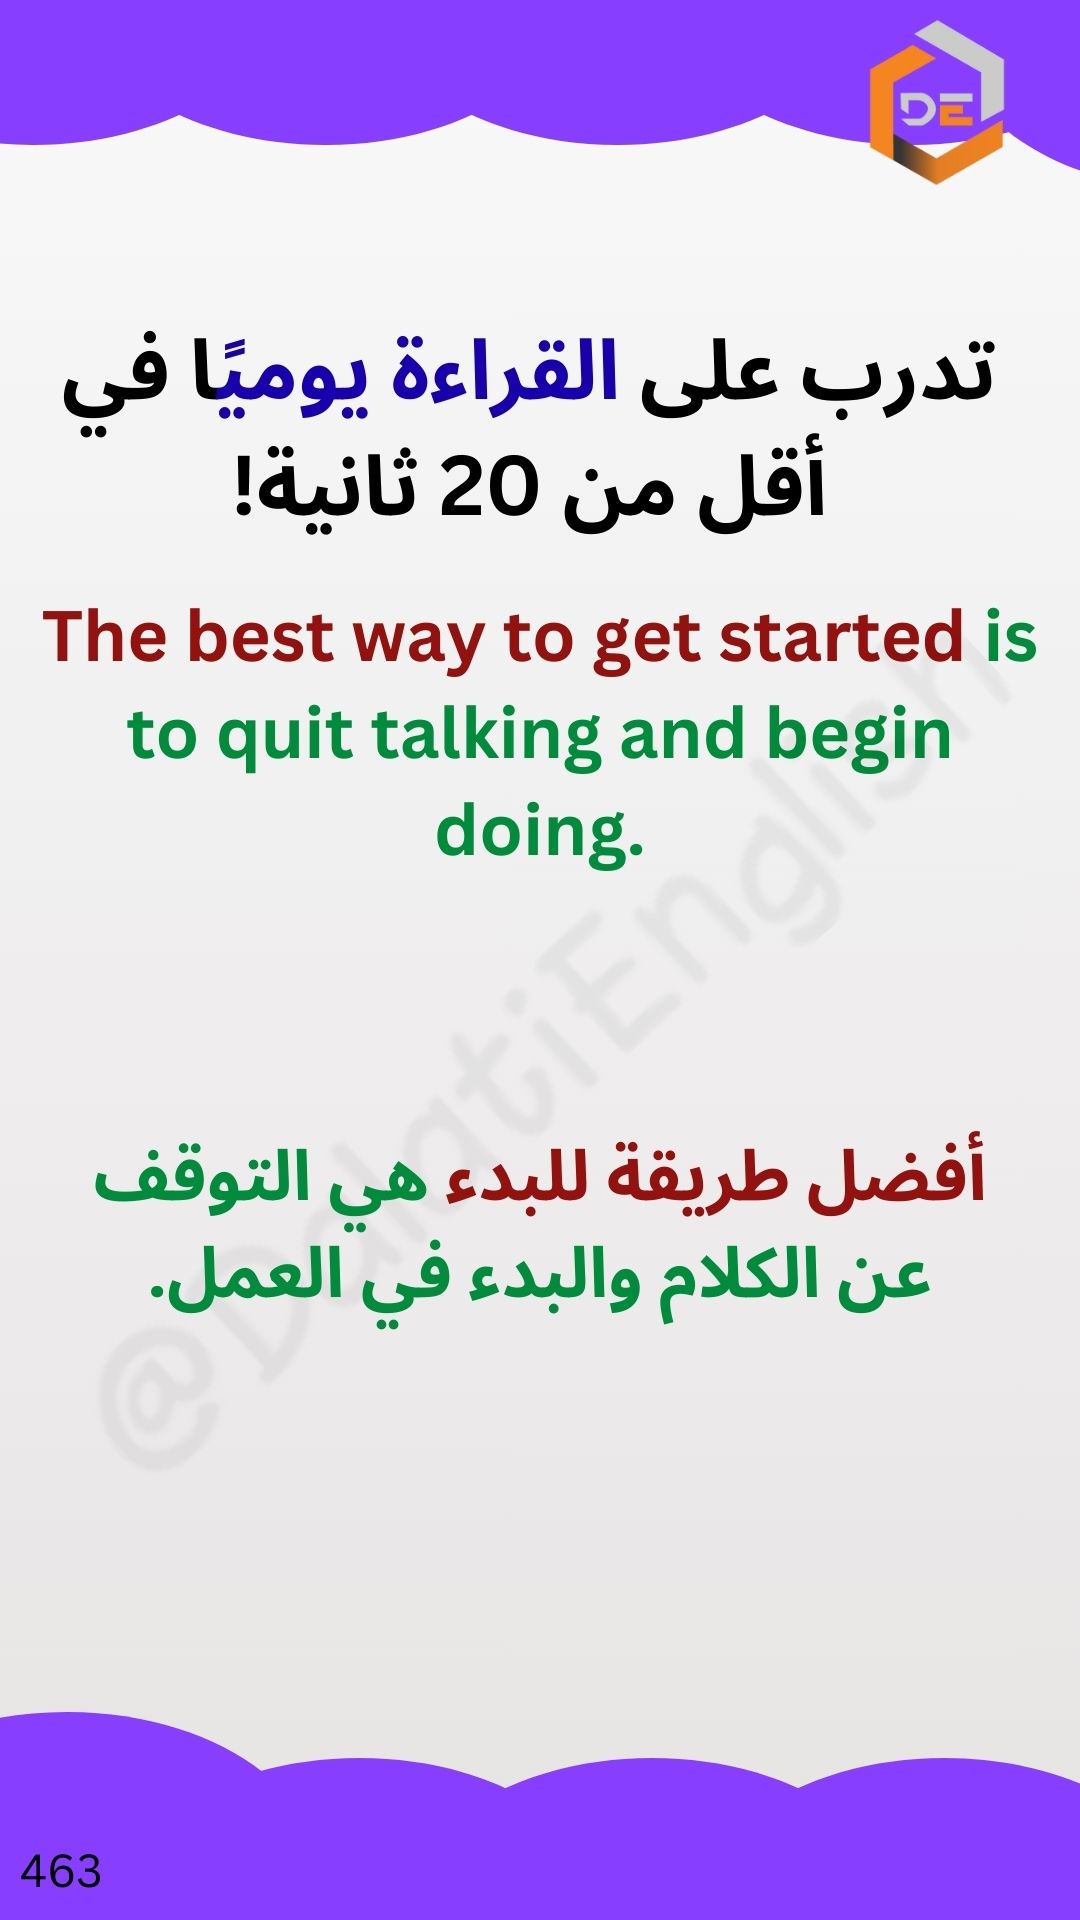 DE
تدرب على القراءة يوميًا في
أقل من 20 ثانية!
The best way to get started is
to quit talking and begin
doing.
@DalatiEnglish
أفضل طريقة للبدء هي التوقف
عن الكلام والبدء في العمل.
463